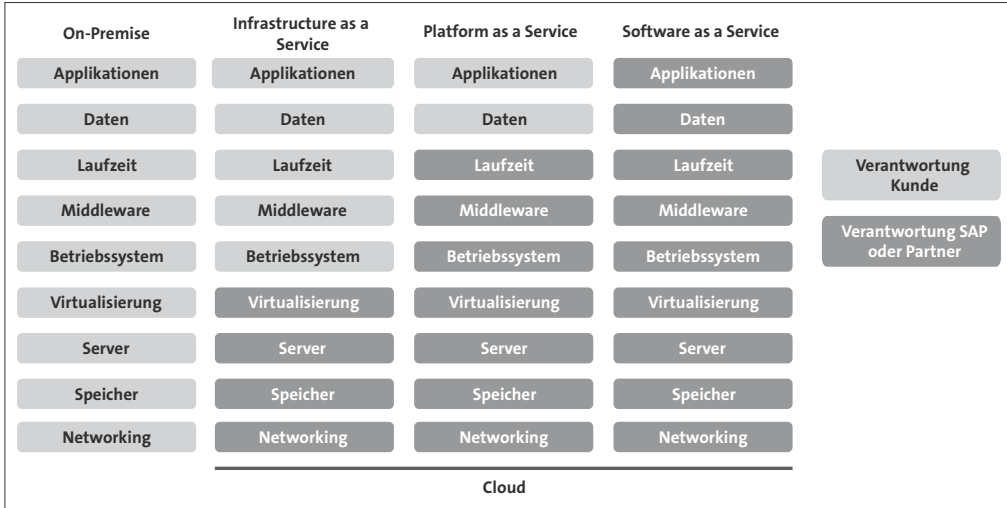 On-Premise
Infrastructure as a
Service
Platform as a Service
Software as a Service
Applikationen
Applikationen
Applikationen
Applikationen
Daten
Daten
Daten
Daten
Laufzeit
Laufzeit
Laufzeit
Laufzeit
Verantwortung
Kunde
Middleware
Middleware
Middleware
Middleware
Verantwortung SAP
oder Partner
Betriebssystem
Betriebssystem
Betriebssystem
Betriebssystem
Virtualisierung
Virtualisierung
Virtualisierung
Virtualisierung
Server
Server
Server
Server
Speicher
Speicher
Speicher
Speicher
Networking
Networking
Networking
Networking
Cloud